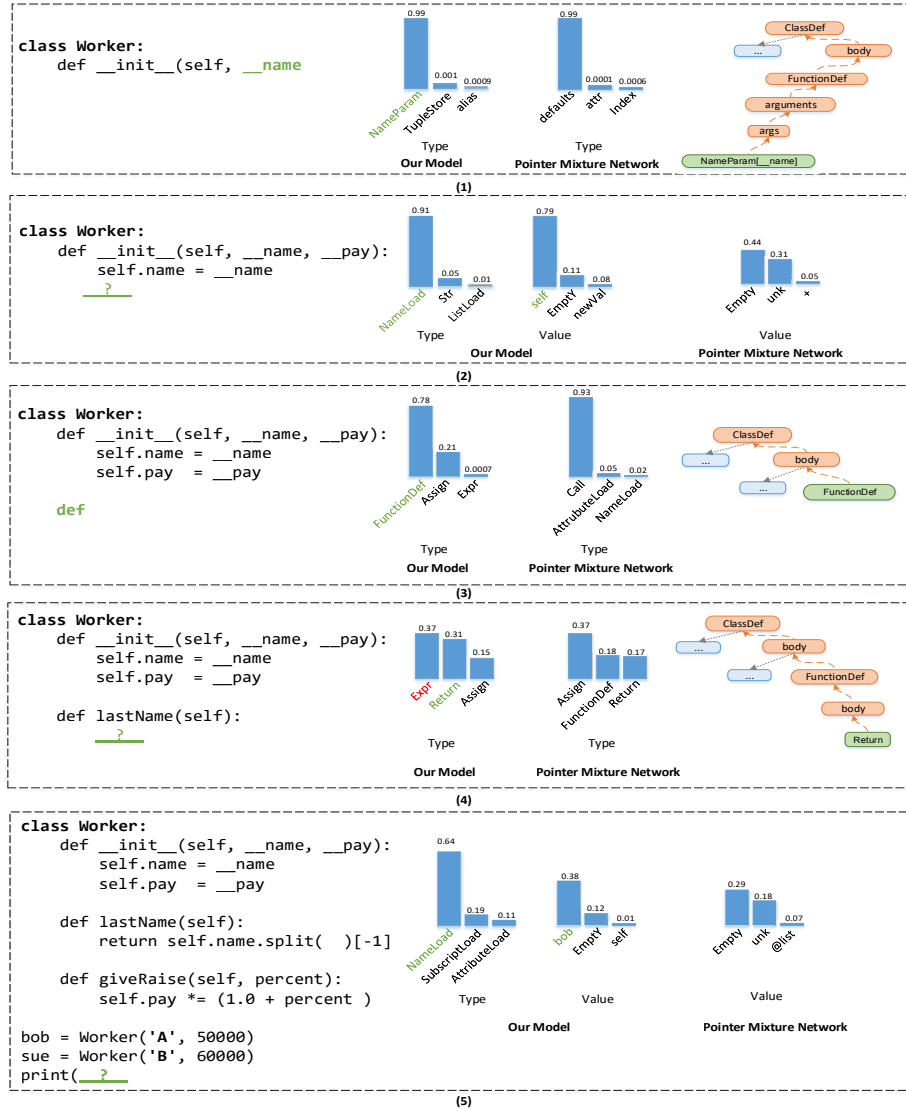 class Worker:
def __init__(self, __name
0.99
0.001
0.0009
NameParam
TupleStore
alias
Type
Our Model
0.99
0.0001
0.0006
defaults
attr
Index
Type
Pointer Mixture Network
ClassDef
...
body
FunctionDef
arguments
args
NameParam[__name]
(1)
class Worker:
def __init__(self, __name, __pay):
self.name = __name
?
0.91
0.05
0.01
NameLoad
Str
ListLoad
Type
0.79
0.11
0.08
self
EmptY
newVal
Value
Our Model
0.44
0.31
0.05
Empty
unk
+
Value
Pointer Mixture Network
(2)
class Worker:
def __init__(self, __name, __pay):
self.name = __name
self.pay  = __pay
def
0.78
0.21
0.0007
FunctionDef
Assign
Expr
Type
Our Model
0.93
0.05
0.02
Call
AttrubuteLoad
NameLoad
Type
Pointer Mixture Network
ClassDef
...
body
...
FunctionDef
(3)
class Worker:
def __init__(self, __name, __pay):
self.name = __name
self.pay  = __pay
def lastName(self):
?
0.37
0.31
0.15
Expr
Return
Assign
Type
Our Model
0.37
0.18
0.17
Assign
FunctionDef
Return
Type
Pointer Mixture Network
ClassDef
...
body
...
FunctionDef
body
Return
(4)
class Worker:
def __init__(self, __name, __pay):
self.name = __name
self.pay  = __pay
def lastName(self):
return self.name.split(  )[-1]
def giveRaise(self, percent):
self.pay *= (1.0 + percent )
bob = Worker('A', 50000)
sue = Worker('B', 60000)
print( ?
0.64
0.19
0.11
NameLoad
SubscriptLoad
AttributeLoad
Type
0.38
0.12
0.01
bob
EmptY
self
Value
Our Model
0.29
0.18
0.07
Empty
unk
@list
Value
Pointer Mixture Network
(5)